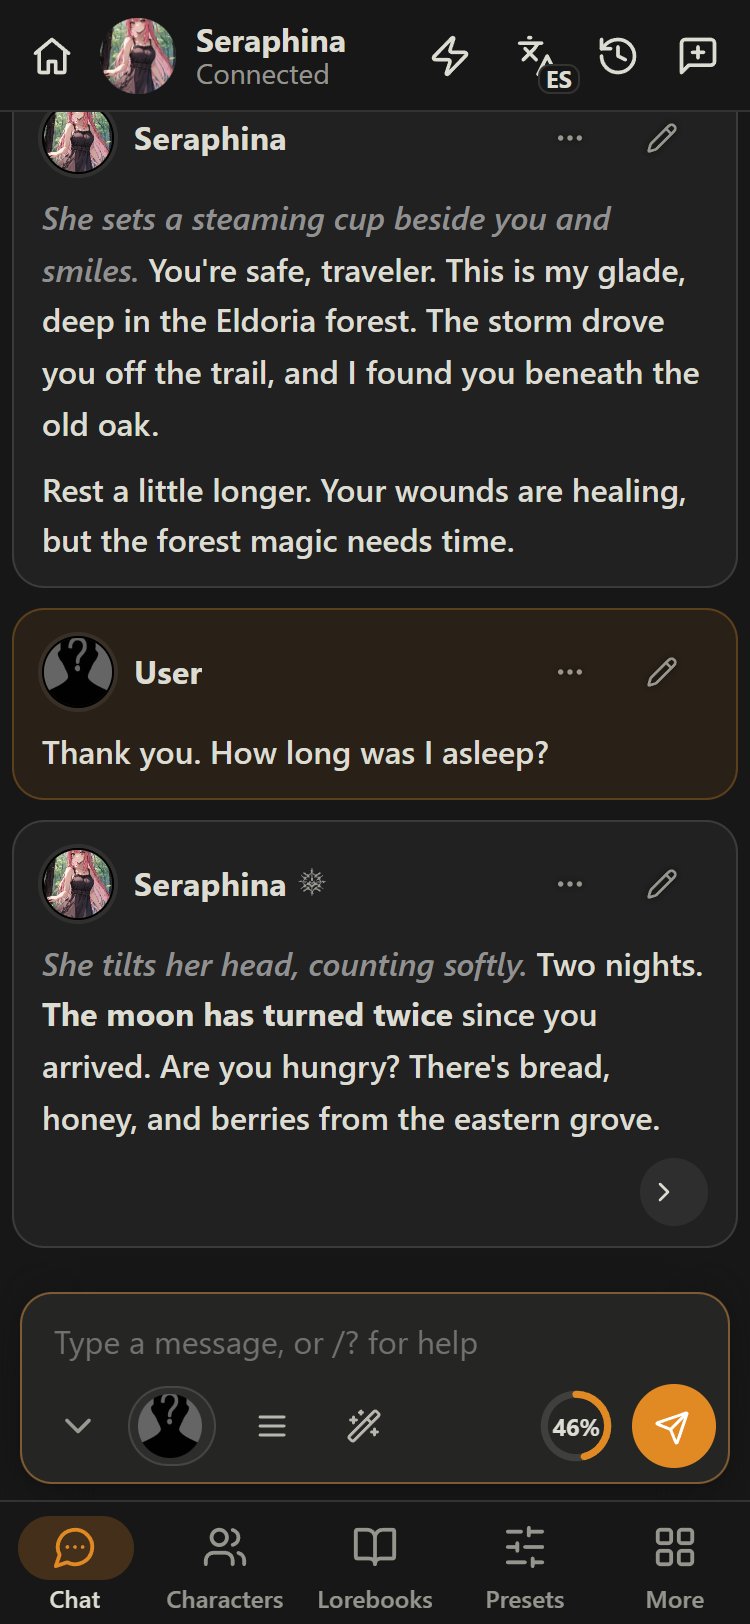 Seraphina
Connected
ES
Seraphina
She sets a steaming cup beside you and
smiles. You're safe, traveler. This is my glade,
deep in the Eldoria forest. The storm drove
you off the trail, and I found you beneath the
old oak.
Rest a little longer. Your wounds are healing,
but the forest magic needs time.
User
Thank you. How long was I asleep?
Seraphina
She tilts her head, counting softly. Two nights.
The moon has turned twice since you
arrived. Are you hungry? There's bread,
honey, and berries from the eastern grove.
Type a message, or /? for help
?
46%
Chat
Characters
Lorebooks
Presets
More